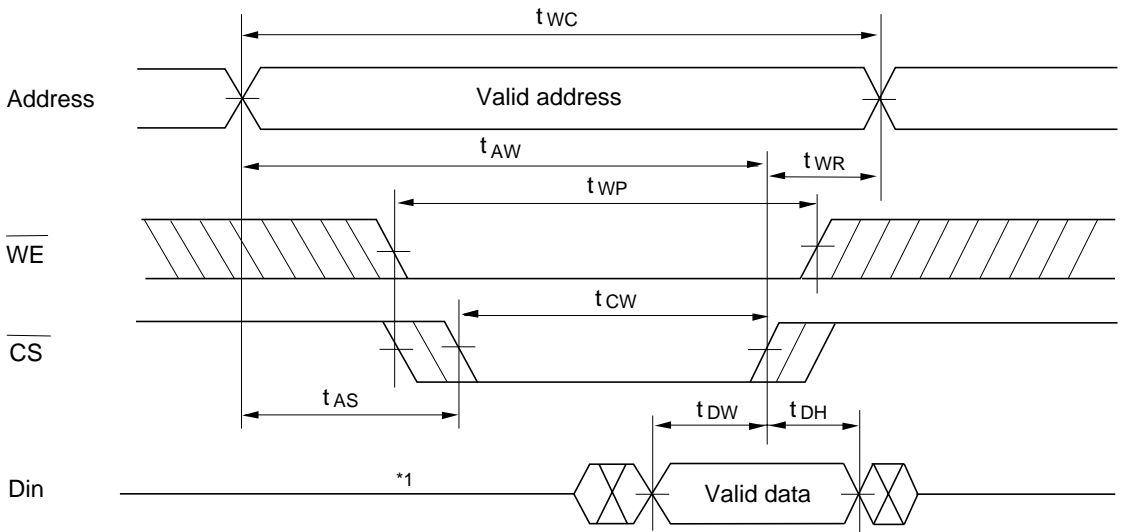 t WC
Address
Valid address
t AW
t WR
t WP
WE
t CW
CS
t AS
t DW
t DH
Din
*1
Valid data